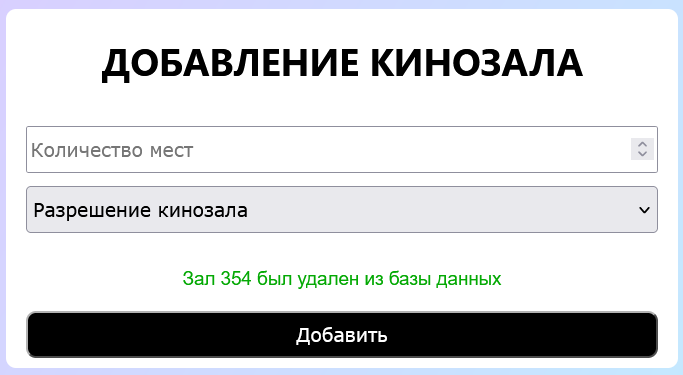 ДОБАВЛЕНИЕ КИНОЗАЛА
Количество мест
Разрешение кинозала
Зал 354 был удален из базы данных
Добавить